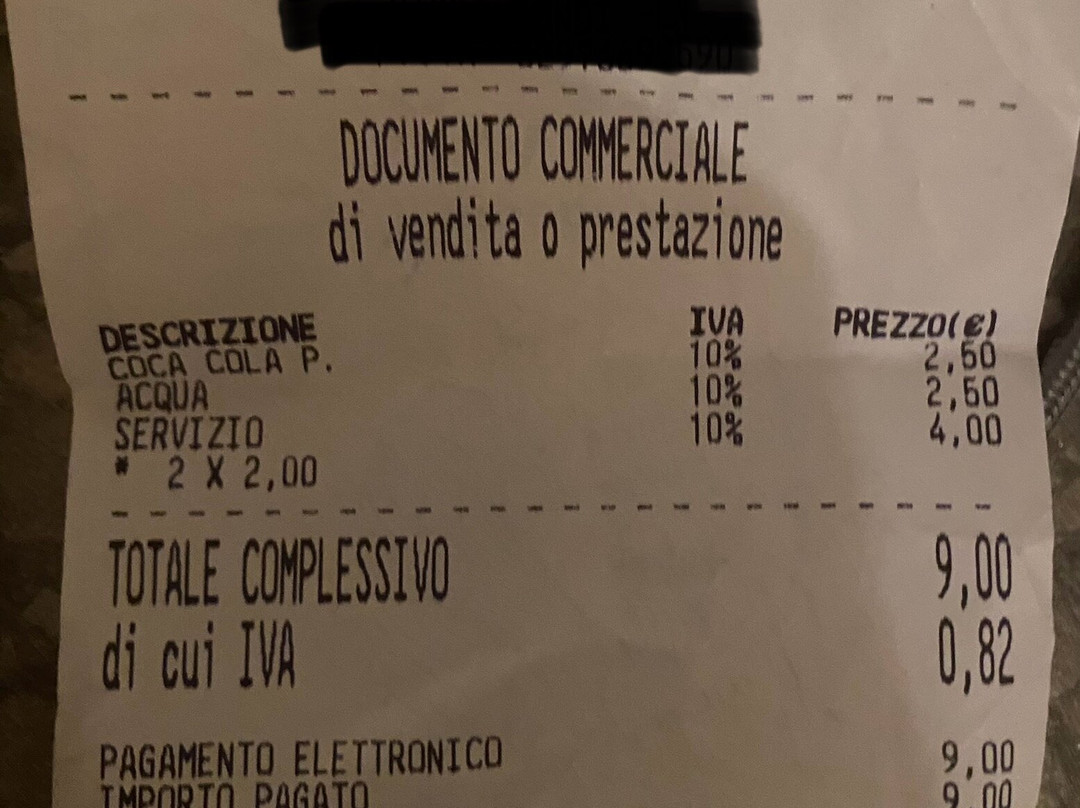 DOCUMENTO COMMERCIALE
di vendita o prestazione
DESCRIZIONE IVA PREZZO(€)
COCA COLA P. 10% 2,50
ACQUA 10% 2,50
SERVIZIO 10% 4,00
* 2 X 2,00
TOTALE COMPLESSIVO 9,00
di cui IVA 0,82
PAGAMENTO ELETTRONICO 9,00
IMPORTO PAGATO 9,00